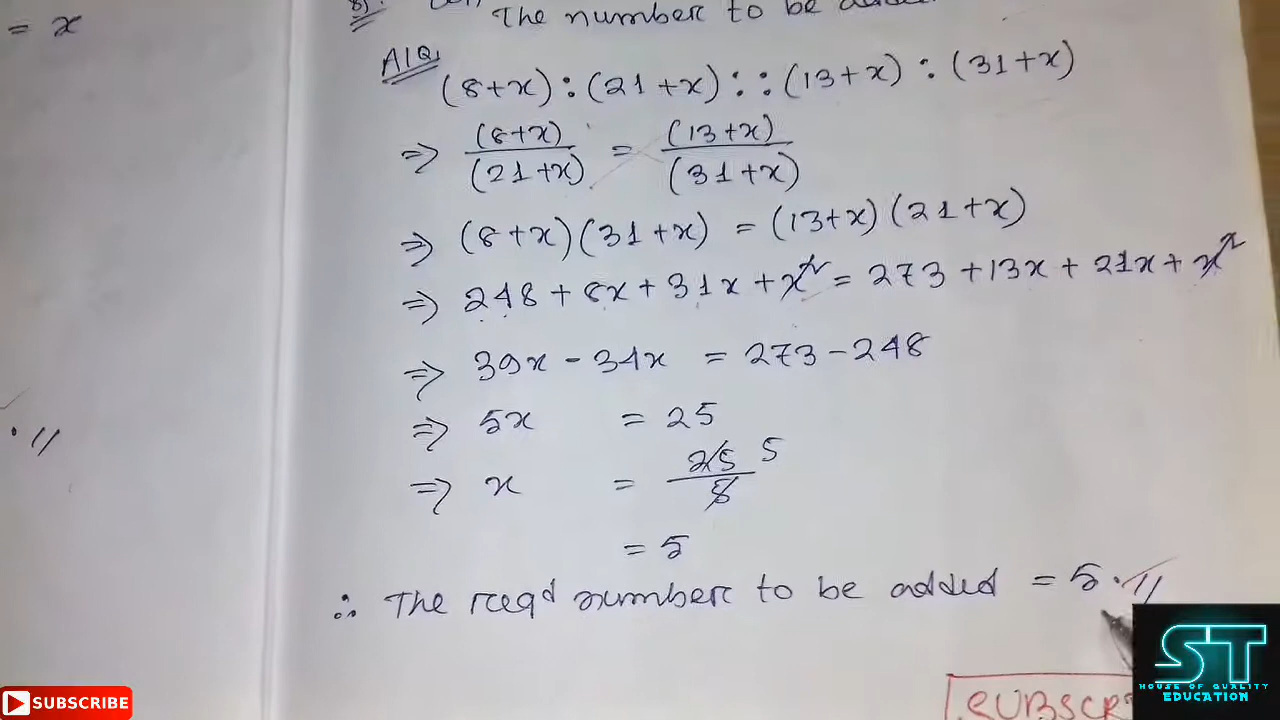 = x
8).
The number to be added
A/Q,
(8+x) : (21+x) : : (13+x) : (31+x)
⇒ (8+x)/(21+x) = (13+x)/(31+x)
⇒ (8+x)(31+x) = (13+x)(21+x)
⇒ 248 + 8x + 31x + x² = 273 + 13x + 21x + x²
⇒ 39x - 34x = 273 - 248
⇒ 5x = 25
⇒ x = 25/5 5
= 5
∴ The reqd number to be added = 5.//
.//
SUBSCRIBE
ST
HOUSE OF QUALITY
EDUCATION